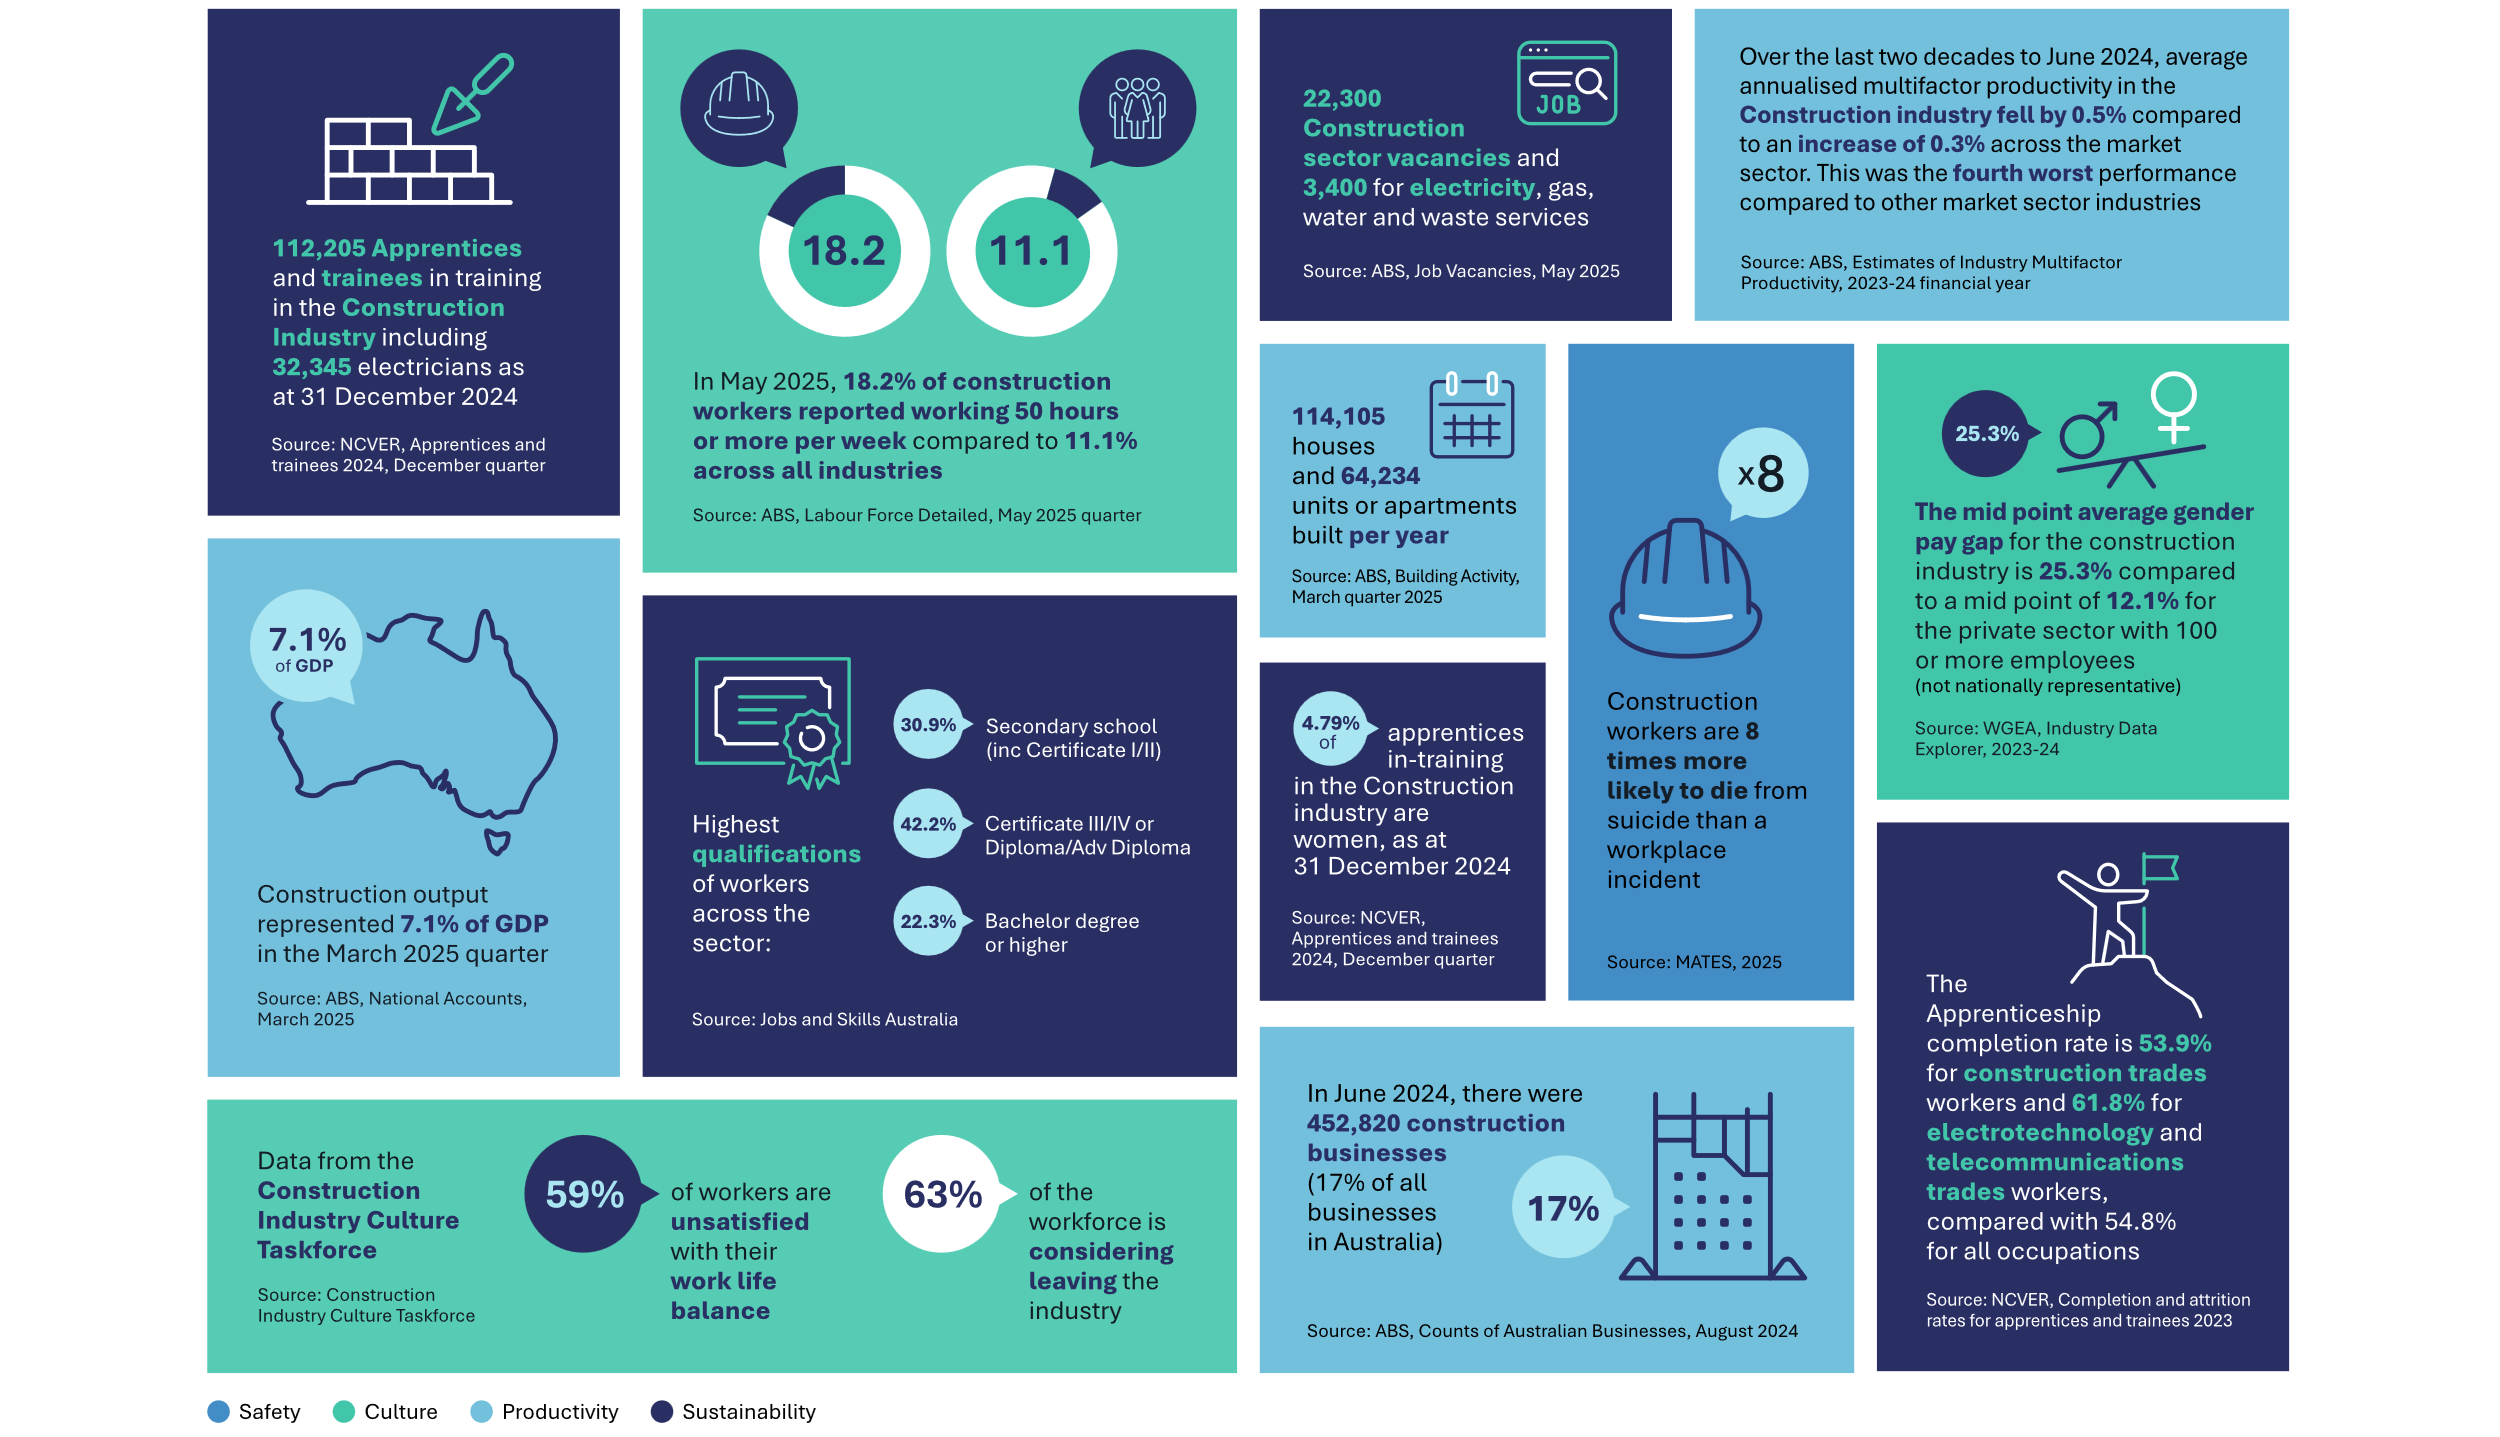 112,205 Apprentices
and trainees in training
in the Construction
Industry including
32,345 electricians as
at 31 December 2024
Source: NCVER, Apprentices and
trainees 2024, December quarter
18.2
11.1
In May 2025, 18.2% of construction
workers reported working 50 hours
or more per week compared to 11.1%
across all industries
Source: ABS, Labour Force Detailed, May 2025 quarter
JOB
22,300
Construction
sector vacancies and
3,400 for electricity, gas,
water and waste services
Source: ABS, Job Vacancies, May 2025
Over the last two decades to June 2024, average
annualised multifactor productivity in the
Construction industry fell by 0.5% compared
to an increase of 0.3% across the market
sector. This was the fourth worst performance
compared to other market sector industries
Source: ABS, Estimates of Industry Multifactor
Productivity, 2023-24 financial year
114,105
houses
and 64,234
units or apartments
built per year
Source: ABS, Building Activity,
March quarter 2025
x8
Construction
workers are 8
times more
likely to die from
suicide than a
workplace
incident
Source: MATES, 2025
25.3%
The mid point average gender
pay gap for the construction
industry is 25.3% compared
to a mid point of 12.1% for
the private sector with 100
or more employees
(not nationally representative)
Source: WGEA, Industry Data
Explorer, 2023-24
7.1%
of GDP
Construction output
represented 7.1% of GDP
in the March 2025 quarter
Source: ABS, National Accounts,
March 2025
Highest
qualifications
of workers
across the
sector:
30.9%
Secondary school
(inc Certificate I/II)
42.2%
Certificate III/IV or
Diploma/Adv Diploma
22.3%
Bachelor degree
or higher
Source: Jobs and Skills Australia
4.79%
of
apprentices
in-training
in the Construction
industry are
women, as at
31 December 2024
Source: NCVER,
Apprentices and trainees
2024, December quarter
The
Apprenticeship
completion rate is 53.9%
for construction trades
workers and 61.8% for
electrotechnology and
telecommunications
trades workers,
compared with 54.8%
for all occupations
Source: NCVER, Completion and attrition
rates for apprentices and trainees 2023
Data from the
Construction
Industry Culture
Taskforce
Source: Construction
Industry Culture Taskforce
59%
of workers are
unsatisfied
with their
work life
balance
63%
of the
workforce is
considering
leaving the
industry
In June 2024, there were
452,820 construction
businesses
(17% of all
businesses
in Australia)
17%
Source: ABS, Counts of Australian Businesses, August 2024
Safety
Culture
Productivity
Sustainability